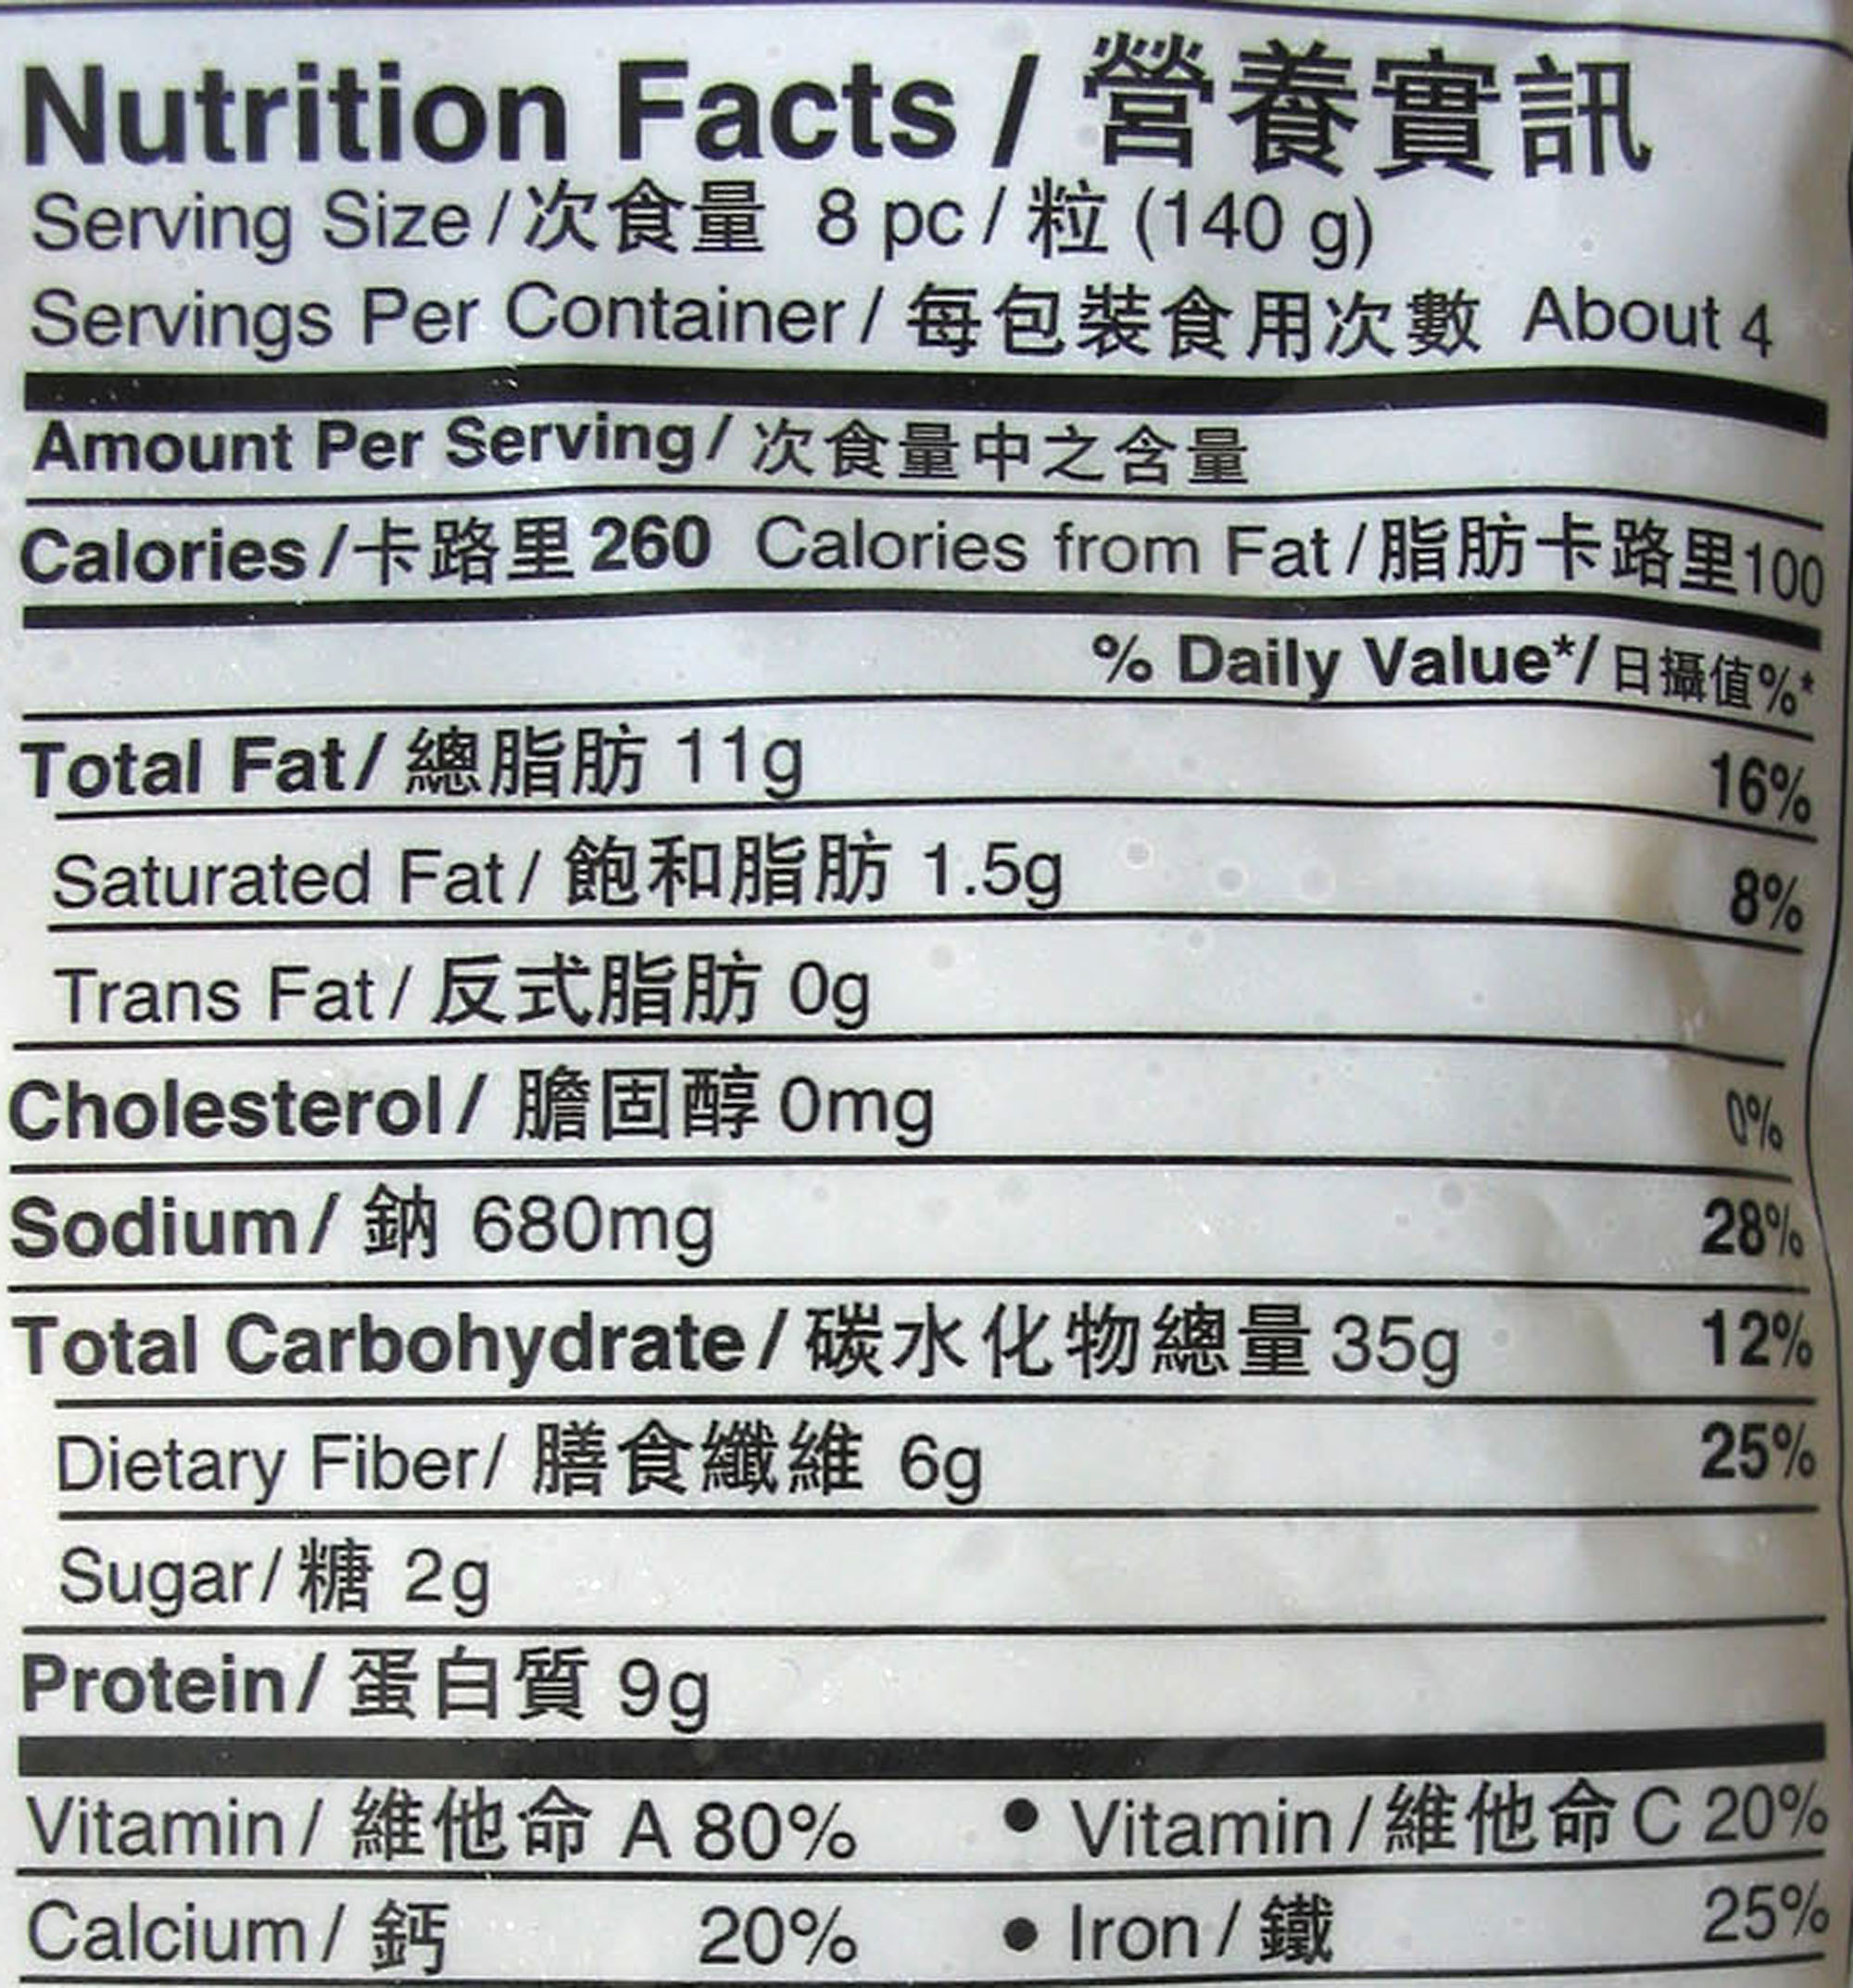 Nutrition Facts / 營養實訊
Serving Size / 次食量 8 pc / 粒 (140 g)
Servings Per Container / 每包裝食用次數 About 4
Amount Per Serving / 次食量中之含量
Calories / 卡路里 260 Calories from Fat / 脂肪卡路里 100
% Daily Value*/ 日攝值%*
Total Fat / 總脂肪 11g 16%
Saturated Fat / 飽和脂肪 1.5g 8%
Trans Fat / 反式脂肪 0g
Cholesterol / 膽固醇 0mg 0%
Sodium / 鈉 680mg 28%
Total Carbohydrate / 碳水化物總量 35g 12%
Dietary Fiber / 膳食纖維 6g 25%
Sugar / 糖 2g
Protein / 蛋白質 9g
Vitamin / 維他命 A 80% • Vitamin / 維他命 C 20%
Calcium / 鈣 20% • Iron / 鐵 25%